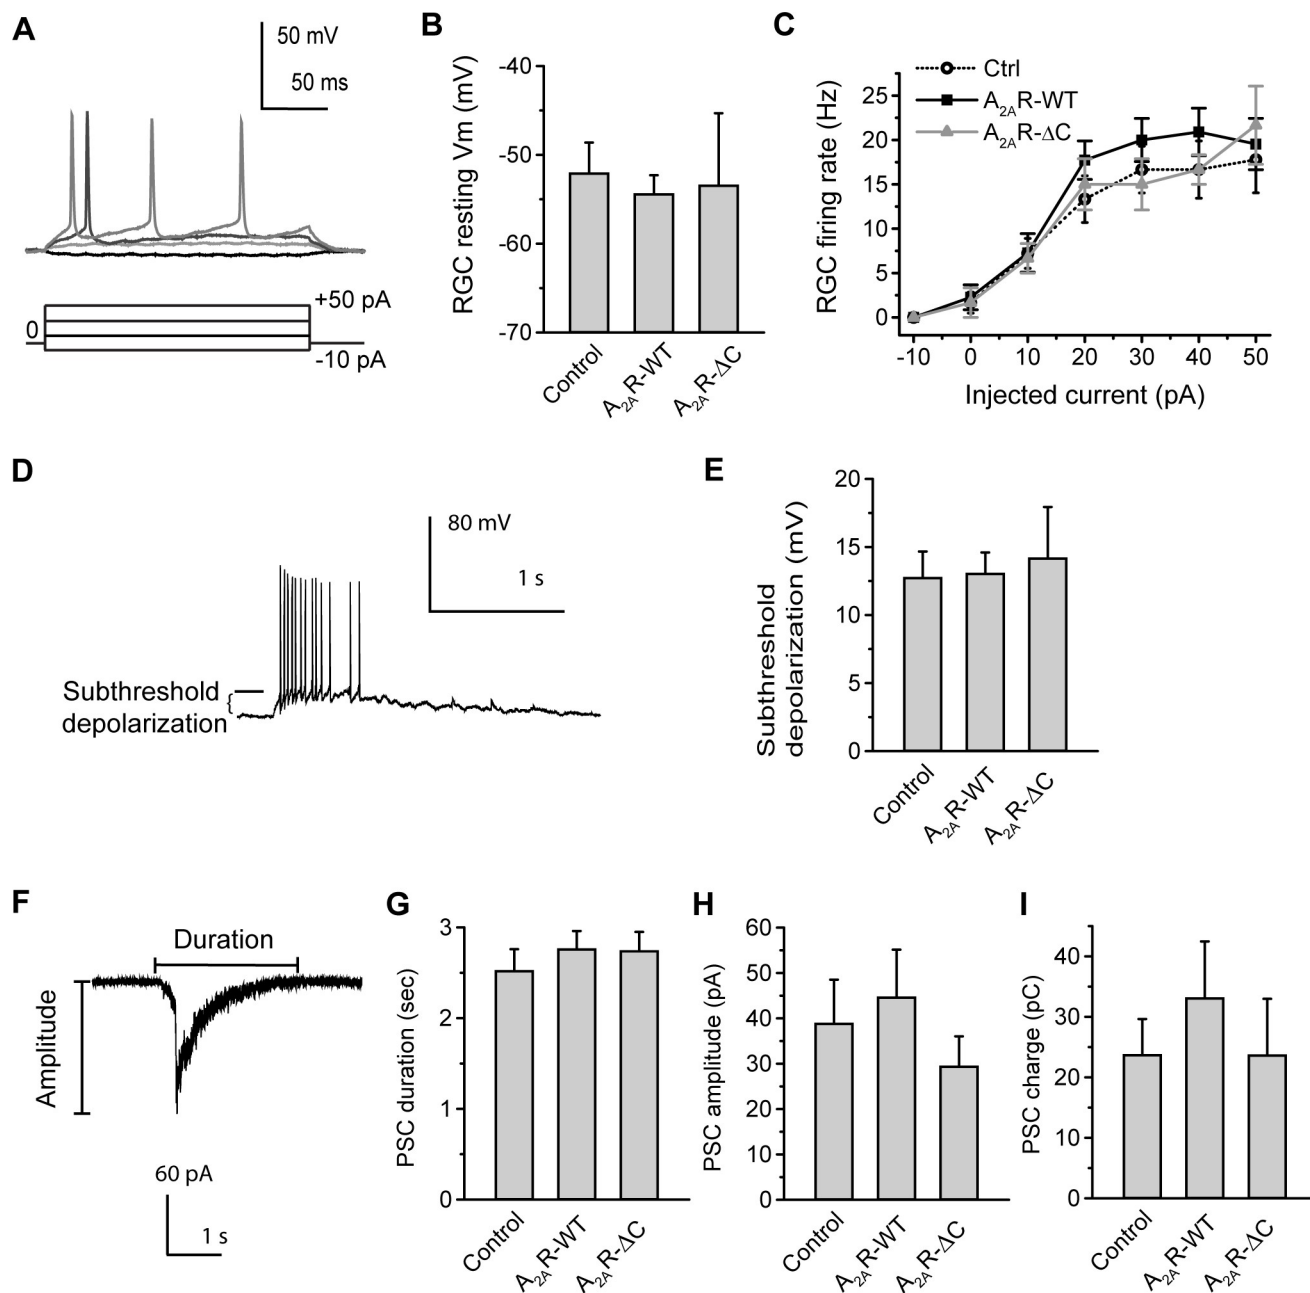 A
50 mV
50 ms
0
+50 pA
-10 pA
B
RGC resting Vm (mV)
-40
-50
-60
-70
Control
A2AR-WT
A2AR-ΔC
C
Ctrl
A2AR-WT
A2AR-ΔC
RGC firing rate (Hz)
25
20
15
10
5
0
-10 0 10 20 30 40 50
Injected current (pA)
D
80 mV
1 s
Subthreshold
depolarization
E
Subthreshold
depolarization (mV)
20
15
10
5
0
Control
A2AR-WT
A2AR-ΔC
F
Duration
Amplitude
60 pA
1 s
G
PSC duration (sec)
3
2
1
0
Control
A2AR-WT
A2AR-ΔC
H
PSC amplitude (pA)
60
50
40
30
20
10
0
Control
A2AR-WT
A2AR-ΔC
I
PSC charge (pC)
40
30
20
10
0
Control
A2AR-WT
A2AR-ΔC